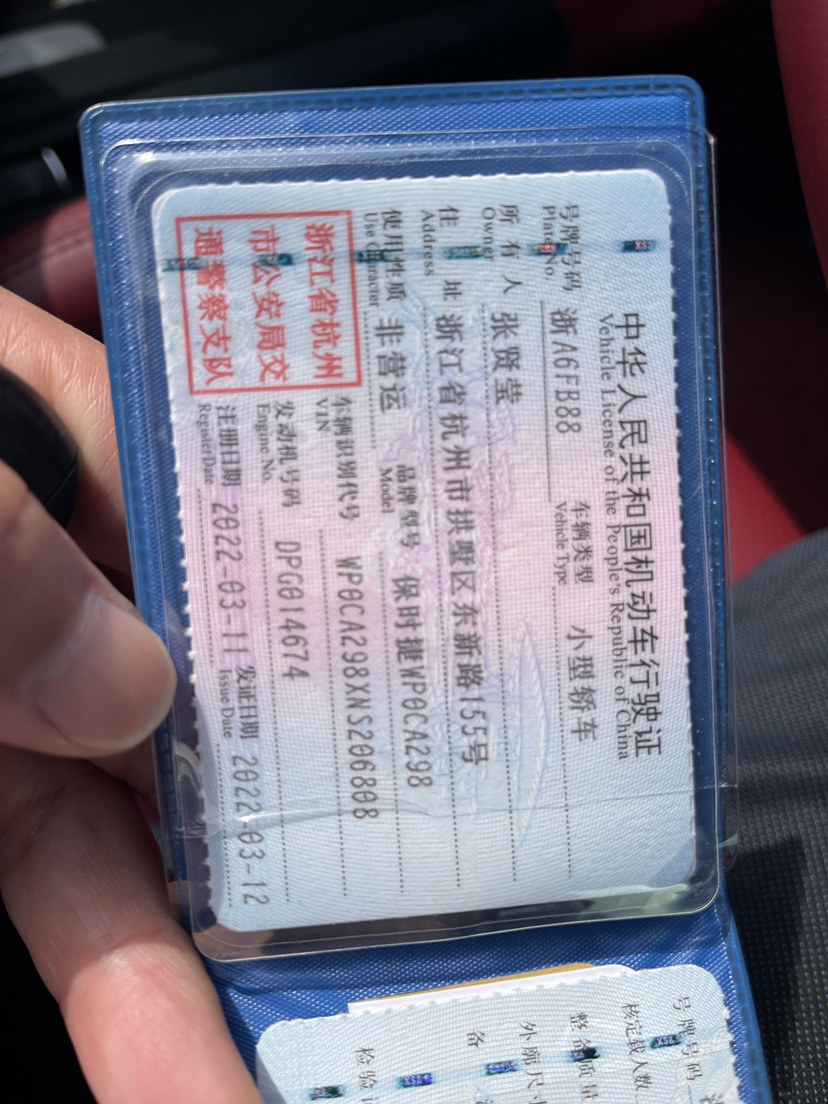 中华人民共和国机动车行驶证
Vehicle License of the People's Republic of China
号牌号码 浙A6FB88 车辆类型 小型轿车
Plate No. Vehicle Type
所有人 张贤莹
Owner
住址 浙江省杭州市拱墅区东新路155号
Address
使用性质 非营运 品牌型号 保时捷WP0CA298
Use Character Model
浙江省杭州
市公安局交
通警察支队
车辆识别代号 WP0CA298XNS206808
VIN
发动机号码 DPG014674
Engine No.
注册日期 2022-03-11 发证日期 2022-03-12
Register Date Issue Date
号牌号码
核定载人数
整备质量
外廓尺寸
备
检验